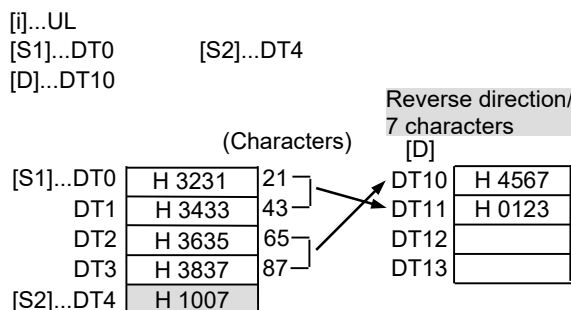 [i]...UL
[S1]...DT0 [S2]...DT4
[D]...DT10
Reverse direction/
7 characters
(Characters) [D]
[S1]...DT0 H 3231 21 DT10 H 4567
DT1 H 3433 43 DT11 H 0123
DT2 H 3635 65 DT12
DT3 H 3837 87 DT13
[S2]...DT4 H 1007